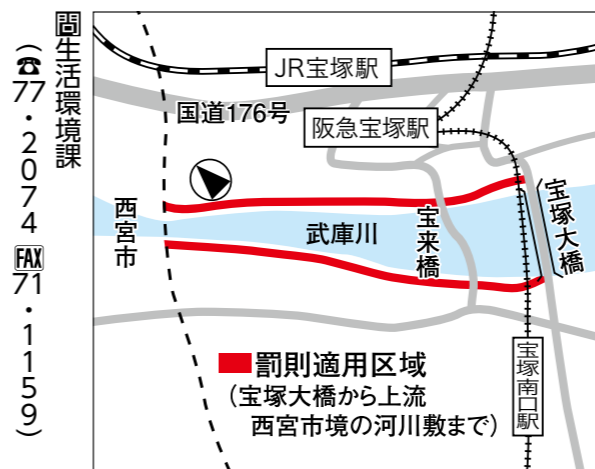 問生活環境課
(☎77・2074 FAX71・1159)
JR宝塚駅
国道176号
阪急宝塚駅
西宮市
武庫川
宝来橋
宝塚大橋
宝塚南口駅
罰則適用区域
(宝塚大橋から上流
西宮市境の河川敷まで)